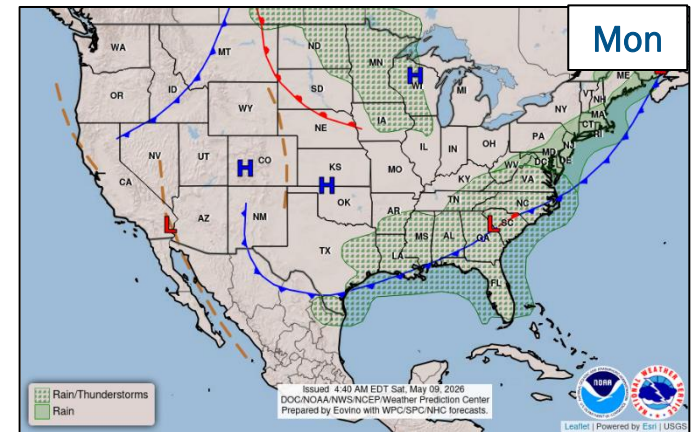 Mon
WA
MT
ND
MN
ME
OR
ID
WY
SD
WI
MI
VT
NH
NY
MA
CT
RI
IA
NE
NV
UT
CO
IL
IN
OH
PA
NJ
MD
DE
DC
WV
VA
H
H
H
CA
KS
MO
KY
AZ
NM
OK
AR
TN
NC
L
L
SC
TX
MS
AL
GA
LA
FL
Rain/Thunderstorms
Rain
Issued 4:40 AM EDT Sat, May 09, 2026
DOC/NOAA/NWS/NCEP/Weather Prediction Center
Prepared by Eovino with WPC/SPC/NHC forecasts.
NOAA
NATIONAL WEATHER SERVICE
Leaflet | Powered by Esri | USGS